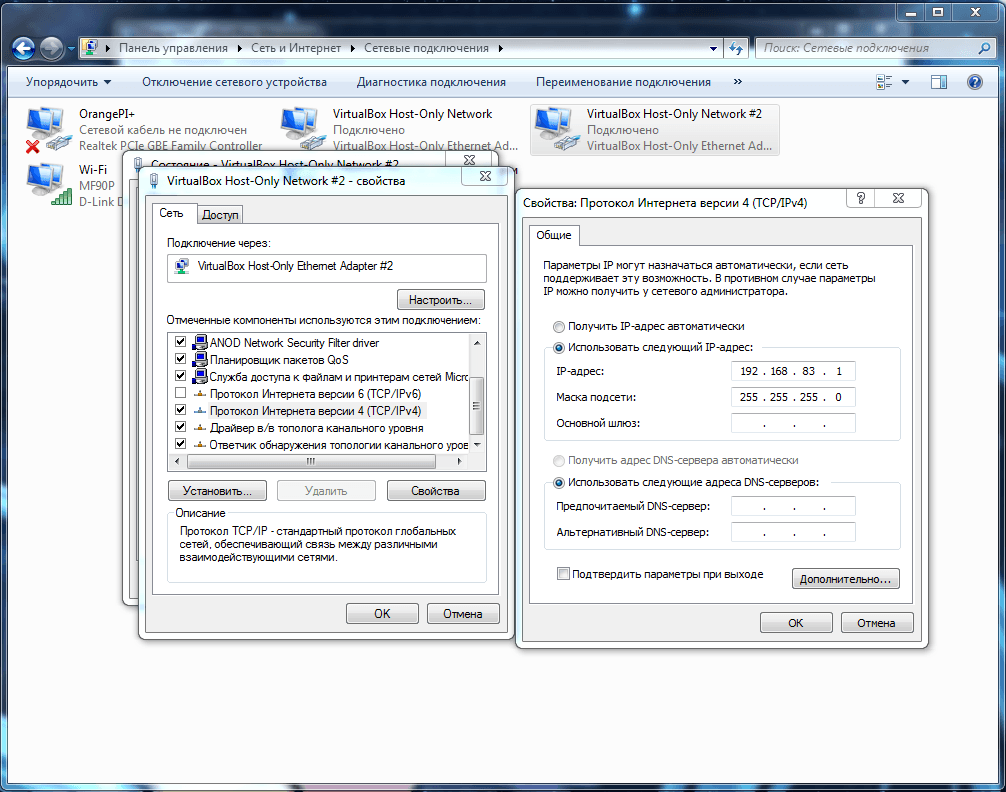 Панель управления
Сеть и Интернет
Сетевые подключения
Поиск: Сетевые подключения
Упорядочить
Отключение сетевого устройства
Диагностика подключения
Переименование подключения
»
OrangePI+
Сетевой кабель не подключен
Realtek PCIe GBE Family Controller
VirtualBox Host-Only Network
Подключено
VirtualBox Host-Only Ethernet Ad...
VirtualBox Host-Only Network #2
Подключено
VirtualBox Host-Only Ethernet Ad...
Wi-Fi
MF90P
D-Link
Состояние - VirtualBox Host-Only Network #2
VirtualBox Host-Only Network #2 - свойства
Сеть
Доступ
Подключение через:
VirtualBox Host-Only Ethernet Adapter #2
Настроить...
Отмеченные компоненты используются этим подключением:
ANOD Network Security Filter driver
Планировщик пакетов QoS
Служба доступа к файлам и принтерам сетей Micro
Протокол Интернета версии 6 (TCP/IPv6)
Протокол Интернета версии 4 (TCP/IPv4)
Драйвер в/в тополога канального уровня
Ответчик обнаружения топологии канального уров
Установить...
Удалить
Свойства
Описание
Протокол TCP/IP - стандартный протокол глобальных
сетей, обеспечивающий связь между различными
взаимодействующими сетями.
OK
Отмена
Свойства: Протокол Интернета версии 4 (TCP/IPv4)
?
Общие
Параметры IP могут назначаться автоматически, если сеть
поддерживает эту возможность. В противном случае параметры
IP можно получить у сетевого администратора.
Получить IP-адрес автоматически
Использовать следующий IP-адрес:
IP-адрес:
192 . 168 . 83 . 1
Маска подсети:
255 . 255 . 255 . 0
Основной шлюз:
. . .
Получить адрес DNS-сервера автоматически
Использовать следующие адреса DNS-серверов:
Предпочитаемый DNS-сервер:
. . .
Альтернативный DNS-сервер:
. . .
Подтвердить параметры при выходе
Дополнительно...
OK
Отмена